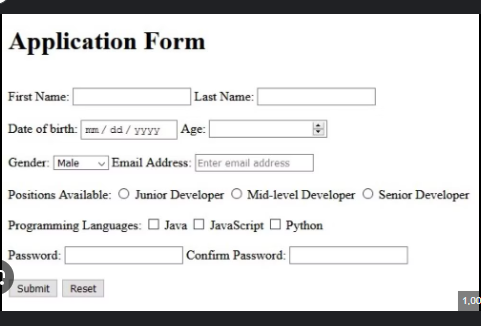 Application Form
First Name: Last Name:
Date of birth: mm / dd / yyyy Age:
Gender: Male Email Address: Enter email address
Positions Available: Junior Developer Mid-level Developer Senior Developer
Programming Languages: Java JavaScript Python
Password: Confirm Password:
Submit Reset